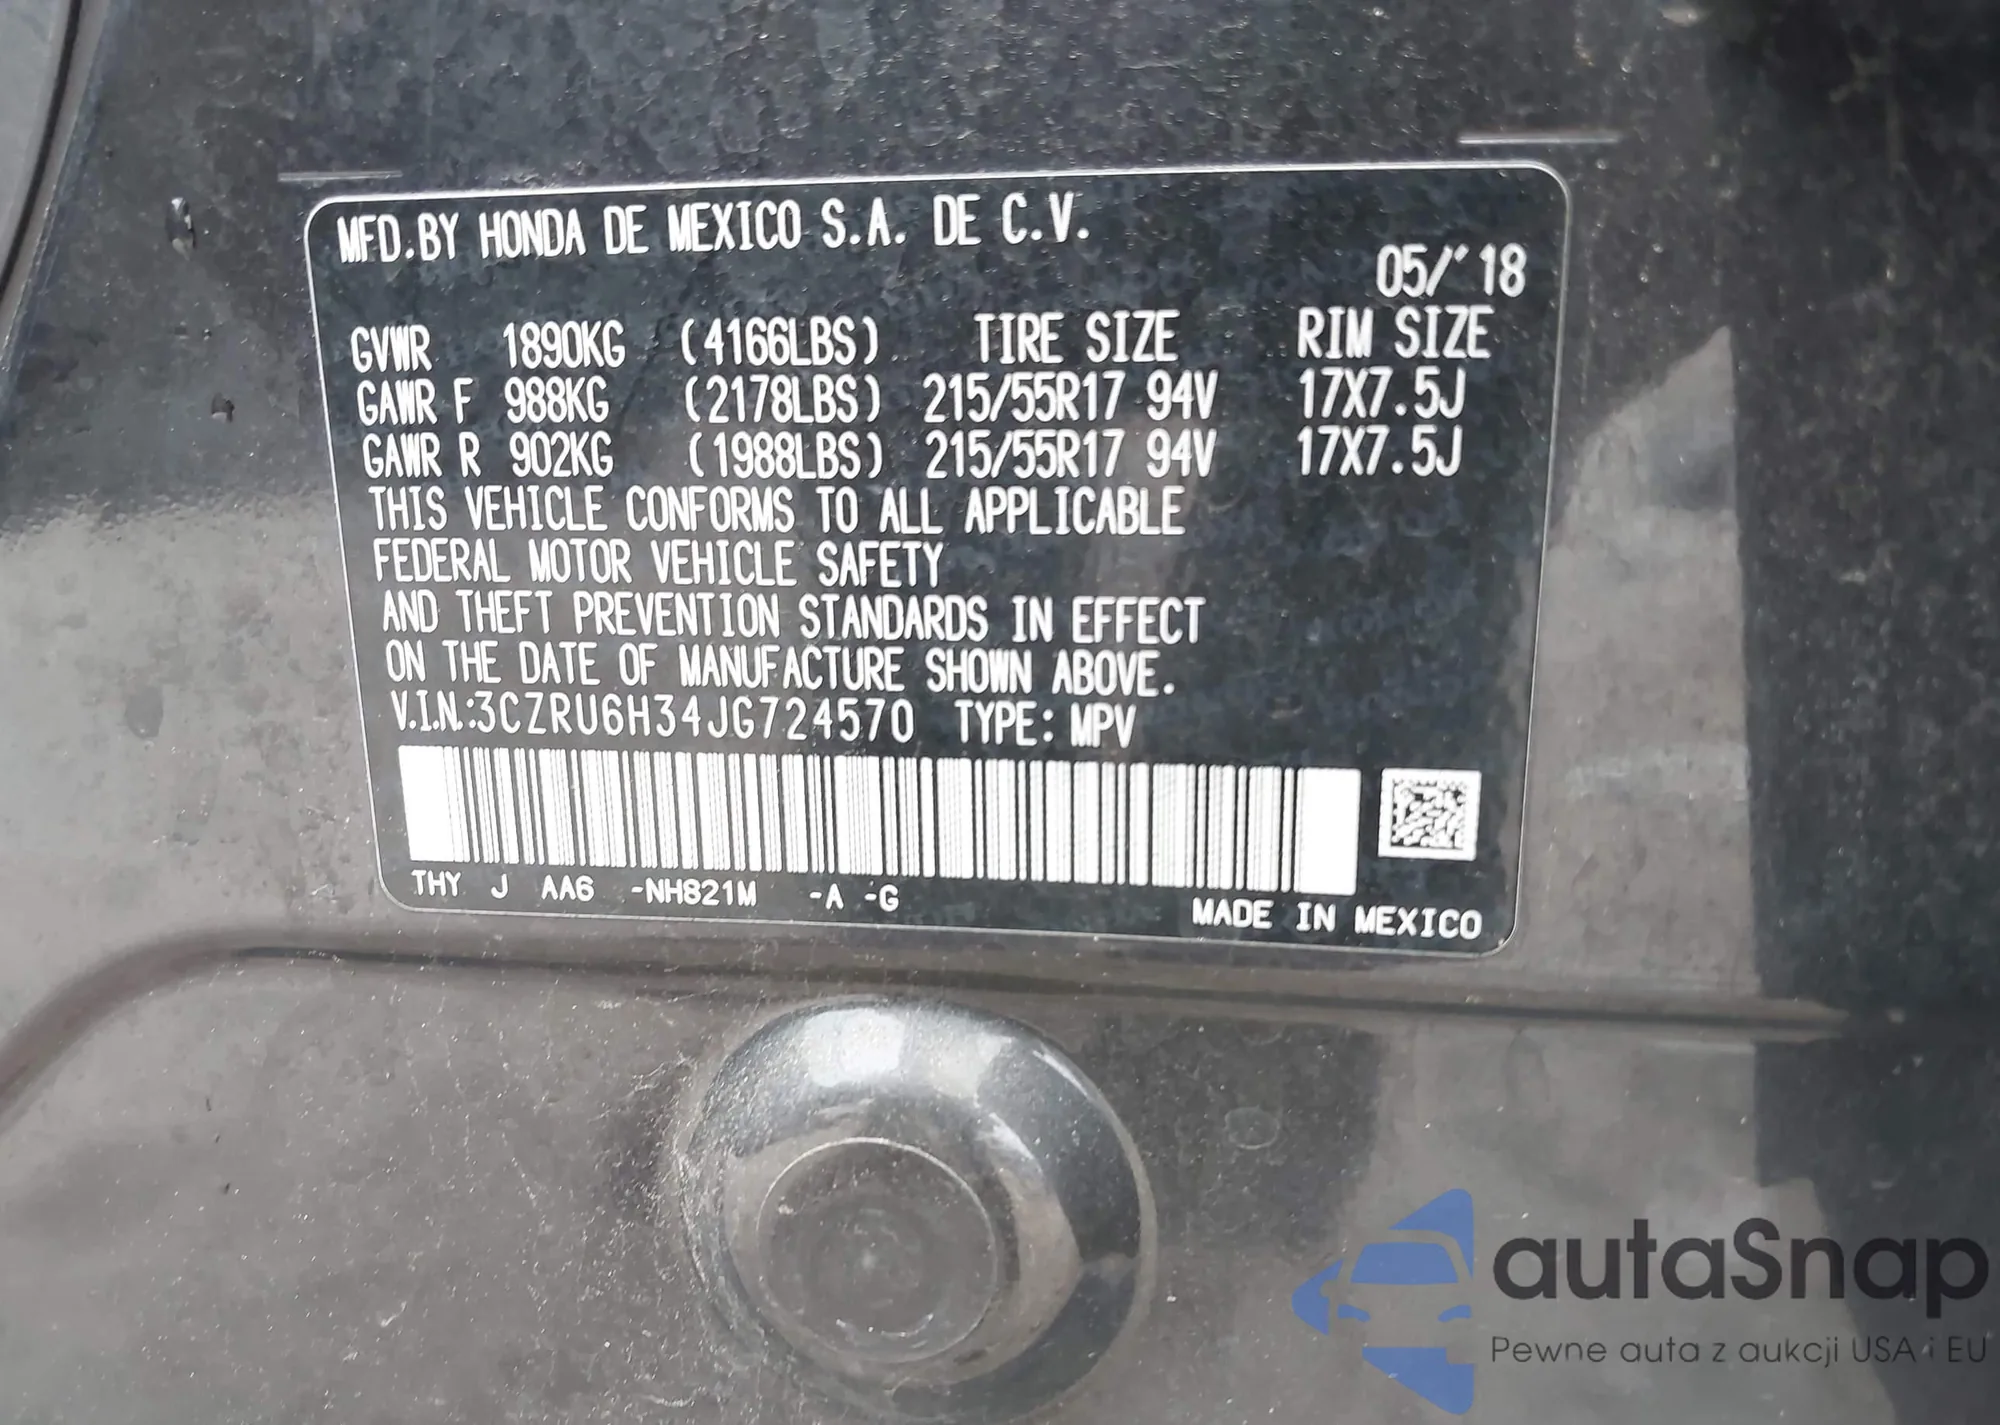 MFD.BY HONDA DE MEXICO S.A. DE C.V.
05/'18
GVWR 1890KG (4166LBS) TIRE SIZE RIM SIZE
GAWR F 988KG (2178LBS) 215/55R17 94V 17X7.5J
GAWR R 902KG (1988LBS) 215/55R17 94V 17X7.5J
THIS VEHICLE CONFORMS TO ALL APPLICABLE
FEDERAL MOTOR VEHICLE SAFETY
AND THEFT PREVENTION STANDARDS IN EFFECT
ON THE DATE OF MANUFACTURE SHOWN ABOVE.
V.I.N.:3CZRU6H34JG724570 TYPE: MPV
THY J AA6 -NH821M -A -G
MADE IN MEXICO
autaSnap
Pewne auta z aukcji USA i EU